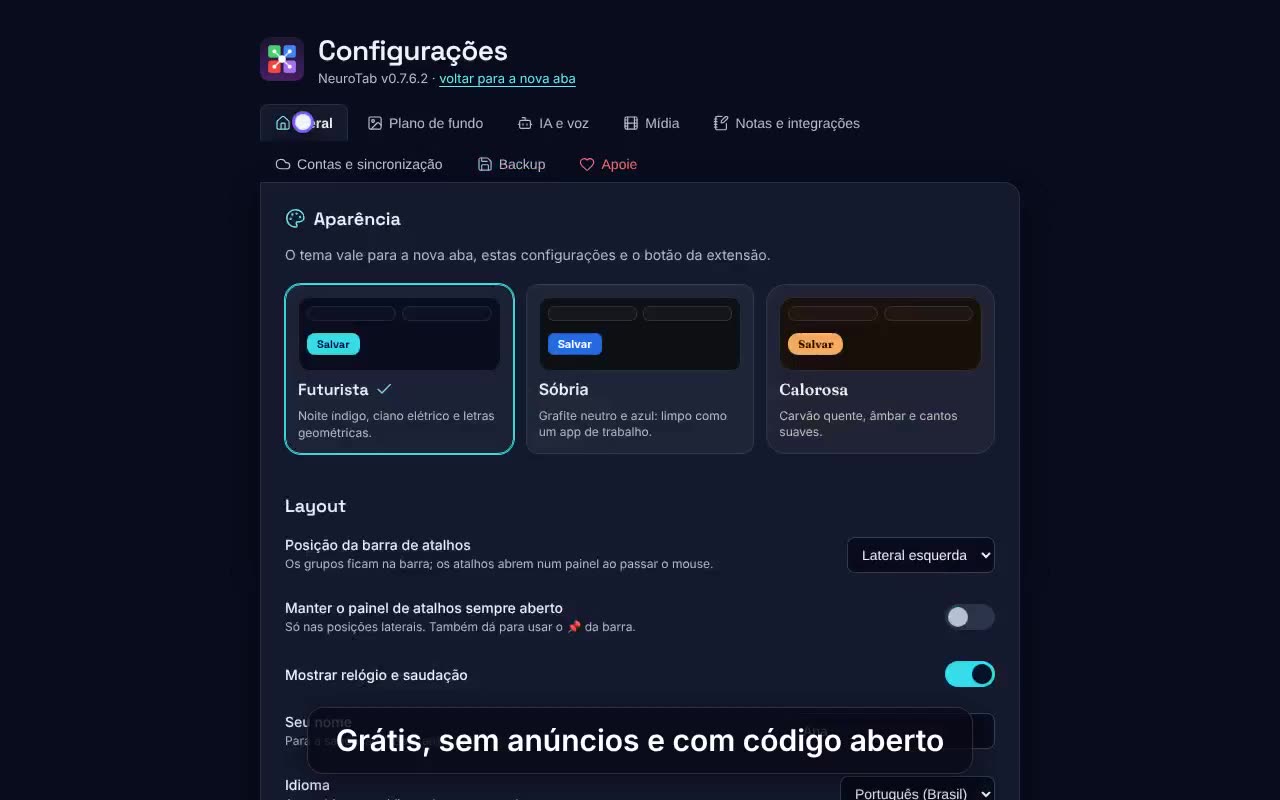 Configurações
NeuroTab v0.7.6.2 · voltar para a nova aba
Plano de fundo
IA e voz
Mídia
Notas e integrações
Contas e sincronização
Backup
Apoie
Aparência
O tema vale para a nova aba, estas configurações e o botão da extensão.
Salvar
Futurista
Noite índigo, ciano elétrico e letras
geométricas.
Salvar
Sóbria
Grafite neutro e azul: limpo como
um app de trabalho.
Salvar
Calorosa
Carvão quente, âmbar e cantos
suaves.
Layout
Posição da barra de atalhos
Os grupos ficam na barra; os atalhos abrem num painel ao passar o mouse.
Lateral esquerda
Manter o painel de atalhos sempre aberto
Só nas posições laterais. Também dá para usar o 📌 da barra.
Mostrar relógio e saudação
Seu nome
Grátis, sem anúncios e com código aberto
Idioma
Português (Brasil)